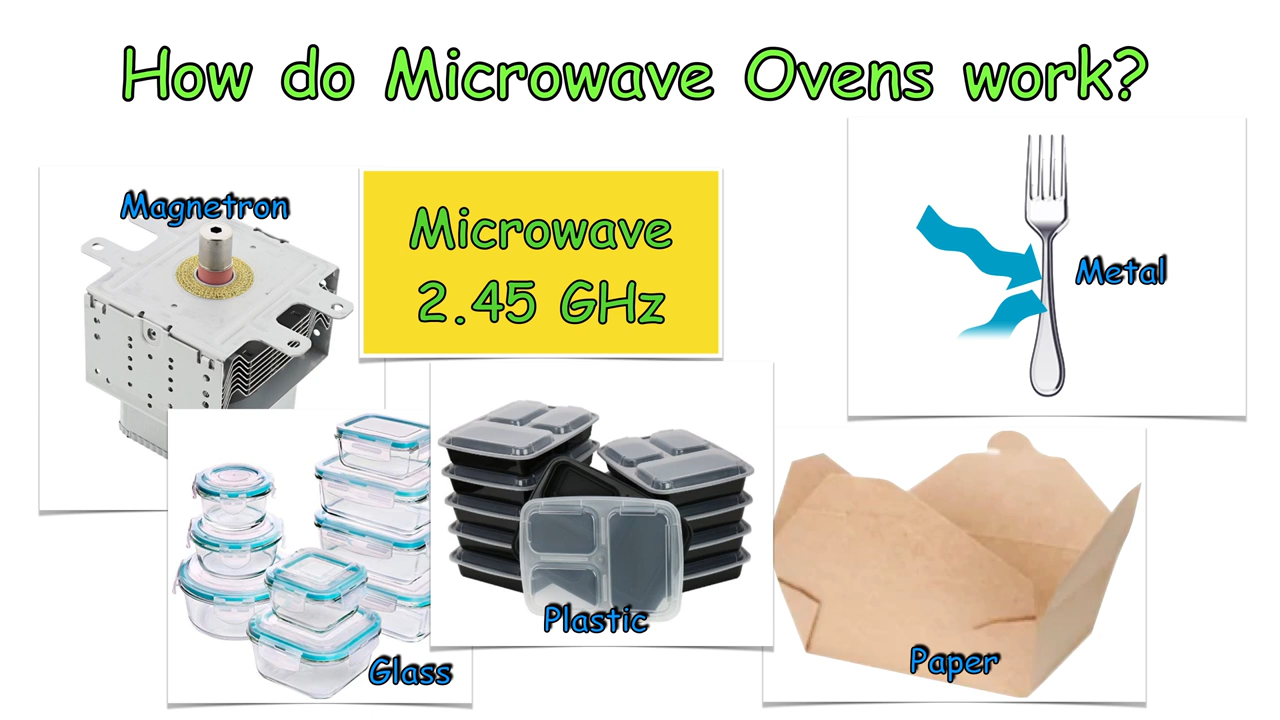 How do Microwave Ovens work?
Magnetron
Microwave
2.45 GHz
Metal
Plastic
Glass
Paper